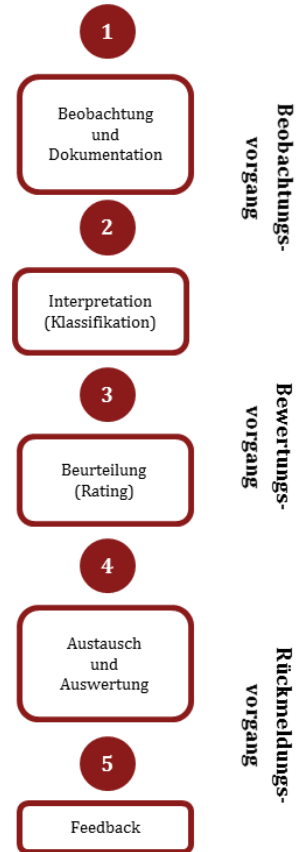 1
Beobachtung
und
Dokumentation
Beobachtungs-
vorgang
2
Interpretation
(Klassifikation)
3
Beurteilung
(Rating)
Bewertungs-
vorgang
4
Austausch
und
Auswertung
5
Feedback
Rückmeldungs-
vorgang